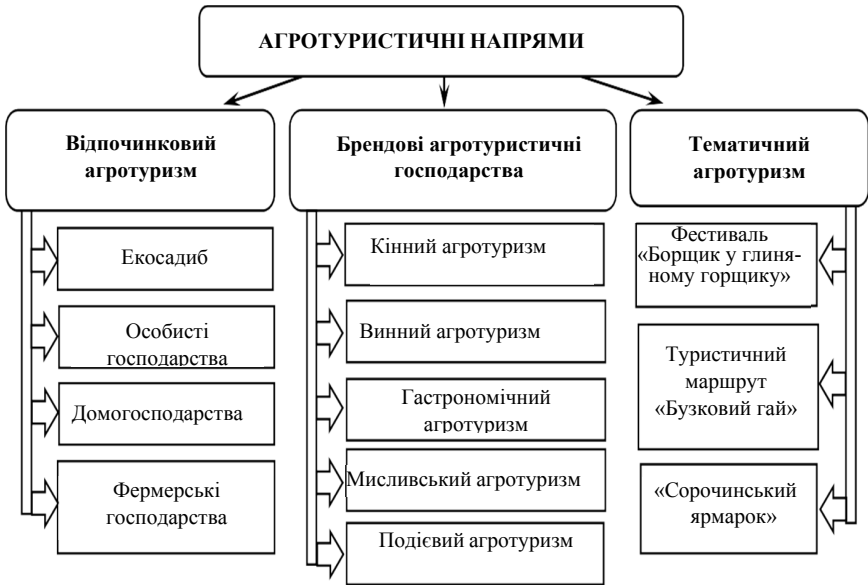 АГРОТУРИСТИЧНІ НАПРЯМИ
Відпочинковий
агротуризм
Екосадиб
Особисті
господарства
Домогосподарства
Фермерські
господарства
Брендові агротуристичні
господарства
Кінний агротуризм
Винний агротуризм
Гастрономічний
агротуризм
Мисливський агротуризм
Подієвий агротуризм
Тематичний
агротуризм
Фестиваль
«Борщик у глиня-
ному горщику»
Туристичний
маршрут
«Бузковий гай»
«Сорочинський
ярмарок»